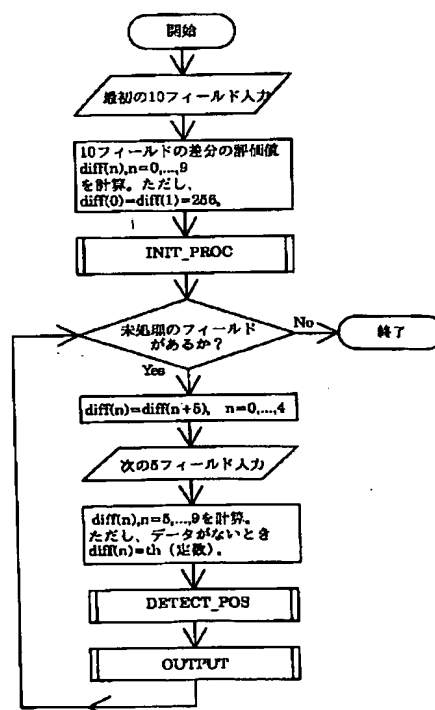 開始
最初の10フィールド入力
10フィールドの差分の評価値
diff(n),n=0,...,9
を計算。ただし、
diff(0)=diff(1)=256。
INIT_PROC
未処理のフィールド
があるか？
No
終了
Yes
diff(n)=diff(n+5), n=0,...,4
次の5フィールド入力
diff(n),n=5,...,9を計算。
ただし、データがないとき
diff(n)=th（定数）。
DETECT_POS
OUTPUT